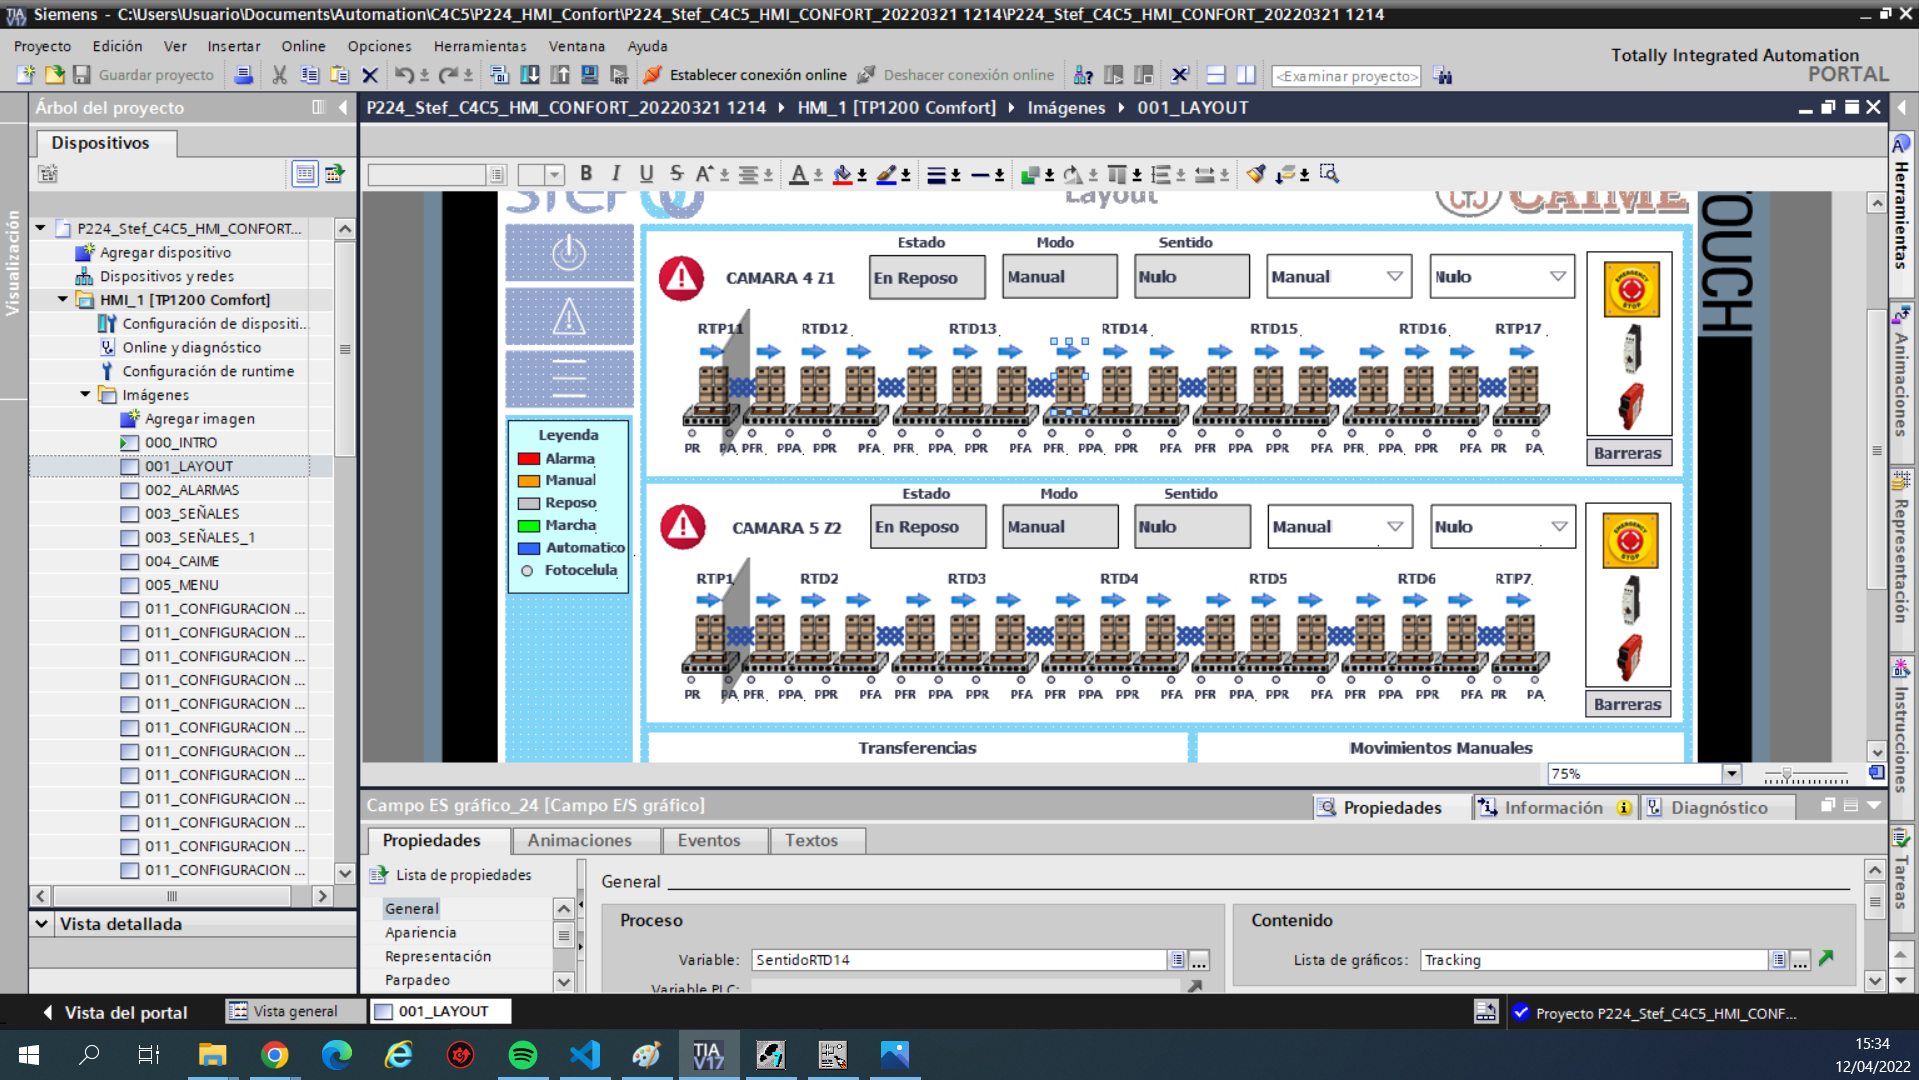 Siemens - C:\Users\Usuario\Documents\Automation\C4C5\P224_HMI_Confort\P224_Stef_C4C5_HMI_CONFORT_20220321 1214\P224_Stef_C4C5_HMI_CONFORT_20220321 1214
Proyecto Edición Ver Insertar Online Opciones Herramientas Ventana Ayuda
Totally Integrated Automation
PORTAL
Guardar proyecto Establecer conexión online Deshacer conexión online <Examinar proyecto>
Árbol del proyecto
P224_Stef_C4C5_HMI_CONFORT_20220321 1214 HMI_1 [TP1200 Comfort] Imágenes 001_LAYOUT
Dispositivos
Visualización
P224_Stef_C4C5_HMI_CONFORT...
Agregar dispositivo
Dispositivos y redes
HMI_1 [TP1200 Comfort]
Configuración de dispositi...
Online y diagnóstico
Configuración de runtime
Imágenes
Agregar imagen
000_INTRO
001_LAYOUT
002_ALARMAS
003_SEÑALES
003_SEÑALES_1
004_CAIME
005_MENU
011_CONFIGURACION ...
011_CONFIGURACION ...
011_CONFIGURACION ...
011_CONFIGURACION ...
011_CONFIGURACION ...
011_CONFIGURACION ...
011_CONFIGURACION ...
011_CONFIGURACION ...
011_CONFIGURACION ...
011_CONFIGURACION ...
011_CONFIGURACION ...
011_CONFIGURACION ...
Vista detallada
B I U S A A
STEF Layout CAIME
OUCH
Estado Modo Sentido
CAMARA 4 Z1 En Reposo Manual Nulo Manual Nulo
EMERGENCY STOP
RTP11 RTD12 RTD13 RTD14 RTD15 RTD16 RTP17
PR PA PFR PPA PPR PFA PFR PPA PPR PFA PFR PPA PPR PFA PFR PPA PPR PFA PFR PPA PPR PFA PR PA
Barreras
Leyenda
Alarma
Manual
Reposo
Marcha
Automatico
Fotocelula
Estado Modo Sentido
CAMARA 5 Z2 En Reposo Manual Nulo Manual Nulo
EMERGENCY STOP
RTP1 RTD2 RTD3 RTD4 RTD5 RTD6 RTP7
PR PA PFR PPA PPR PFA PFR PPA PPR PFA PFR PPA PPR PFA PFR PPA PPR PFA PFR PPA PPR PFA PR PA
Barreras
Transferencias Movimientos Manuales
75%
Herramientas
Animaciones
Representación
Instrucciones
Tareas
Campo ES gráfico_24 [Campo E/S gráfico]
Propiedades Información Diagnóstico
Propiedades Animaciones Eventos Textos
Lista de propiedades
General
Apariencia
Representación
Parpadeo
General
Proceso
Variable: SentidoRTD14
Variable PLC:
Contenido
Lista de gráficos: Tracking
Vista del portal Vista general 001_LAYOUT
Proyecto P224_Stef_C4C5_HMI_CONF...
TIA V17
15:34
12/04/2022